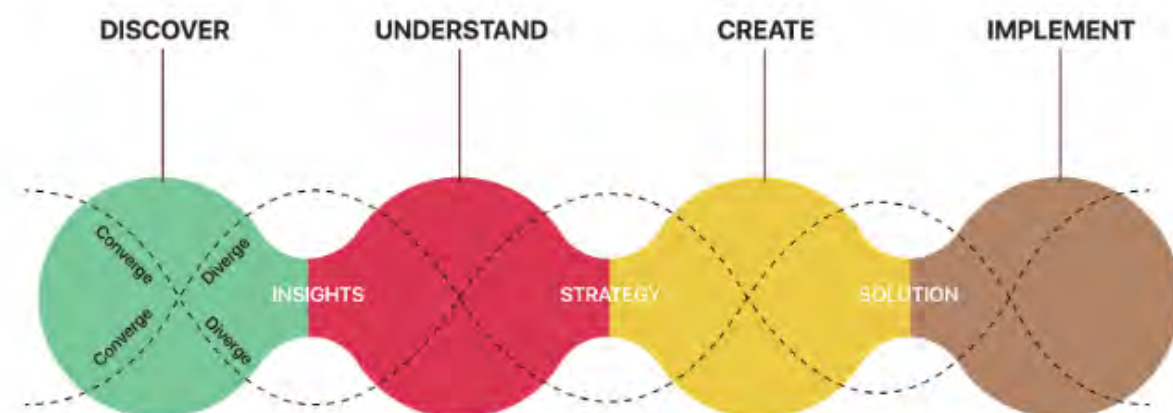 DISCOVER
UNDERSTAND
CREATE
IMPLEMENT
Converge
Diverge
INSIGHTS
STRATEGY
SOLUTION
Converge
Diverge